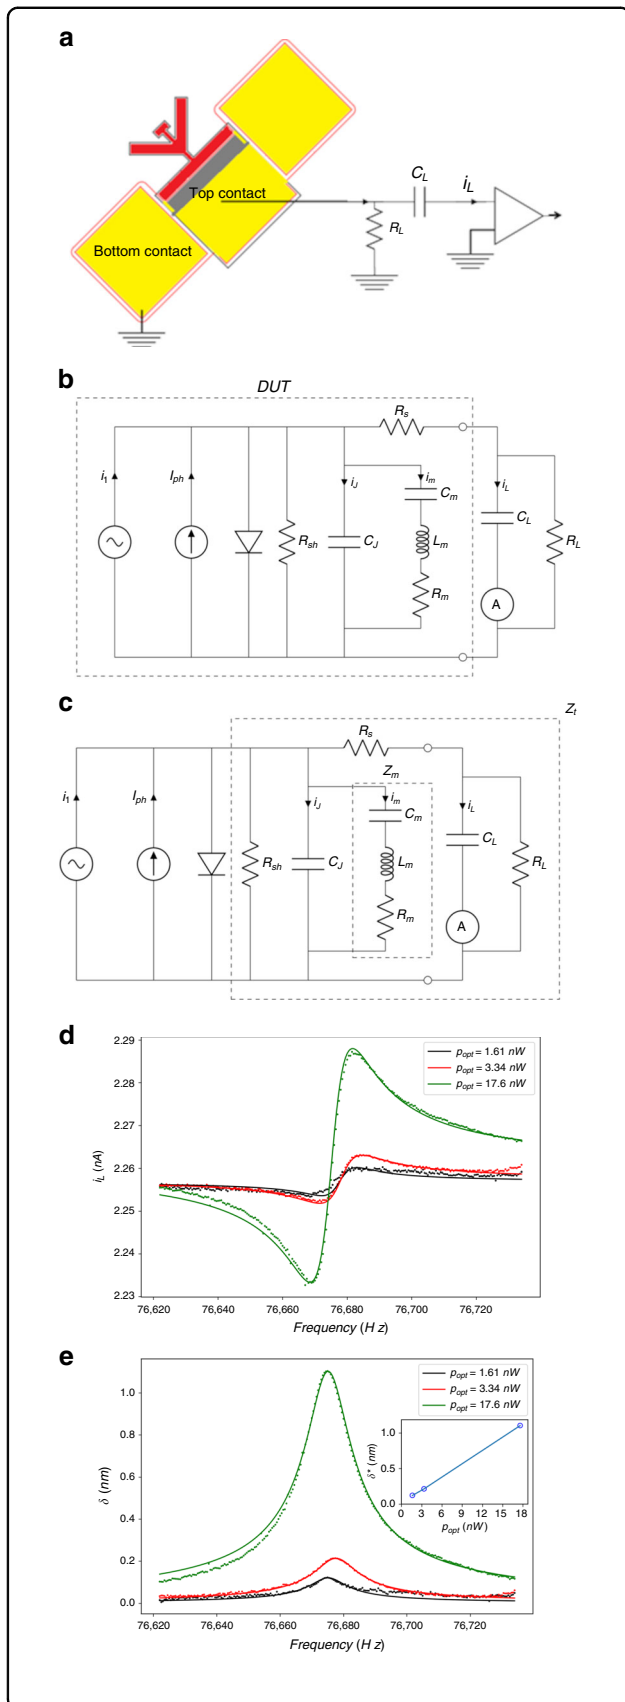 a
Top contact
Bottom contact
C_L
i_L
R_L
b
DUT
R_s
i_1
I_ph
i_J
i_m
C_m
i_L
C_L
R_sh
C_J
L_m
R_L
R_m
A
c
Z_t
R_s
Z_m
i_1
I_ph
i_J
i_m
C_m
i_L
C_L
R_sh
C_J
L_m
R_L
R_m
A
d
2.29
2.28
2.27
2.26
2.25
2.24
2.23
i_L (nA)
p_opt = 1.61 nW
p_opt = 3.34 nW
p_opt = 17.6 nW
76,620 76,640 76,660 76,680 76,700 76,720
Frequency (H z)
e
1.0
0.8
0.6
0.4
0.2
0.0
δ (nm)
p_opt = 1.61 nW
p_opt = 3.34 nW
p_opt = 17.6 nW
1.0
0.5
0.0
δ* (nm)
0 3 6 9 12 15 18
p_opt (nW)
76,620 76,640 76,660 76,680 76,700 76,720
Frequency (H z)